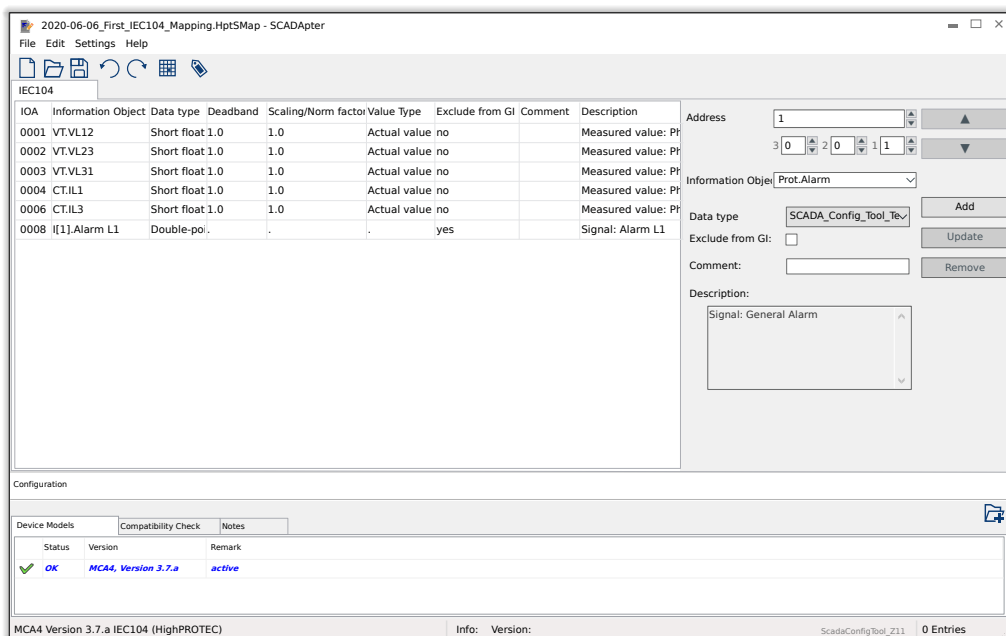 2020-06-06_First_IEC104_Mapping.HptSMap - SCADApter
File Edit Settings Help
IEC104
IOA Information Object Data type Deadband Scaling/Norm factor Value Type Exclude from GI Comment Description
0001 VT.VL12 Short float 1.0 1.0 Actual value no Measured value: Ph
0002 VT.VL23 Short float 1.0 1.0 Actual value no Measured value: Ph
0003 VT.VL31 Short float 1.0 1.0 Actual value no Measured value: Ph
0004 CT.IL1 Short float 1.0 1.0 Actual value no Measured value: Ph
0006 CT.IL3 Short float 1.0 1.0 Actual value no Measured value: Ph
0008 I[1].Alarm L1 Double-poi. . . . yes Signal: Alarm L1
Address 1
3 0 2 0 1 1
Information Objec Prot.Alarm
Add
Data type SCADA_Config_Tool_Te
Update
Exclude from GI:
Comment:
Remove
Description:
Signal: General Alarm
Configuration
Device Models Compatibility Check Notes
Status Version Remark
OK MCA4, Version 3.7.a active
MCA4 Version 3.7.a IEC104 (HighPROTEC) Info: Version: ScadaConfigTool_Z11 0 Entries